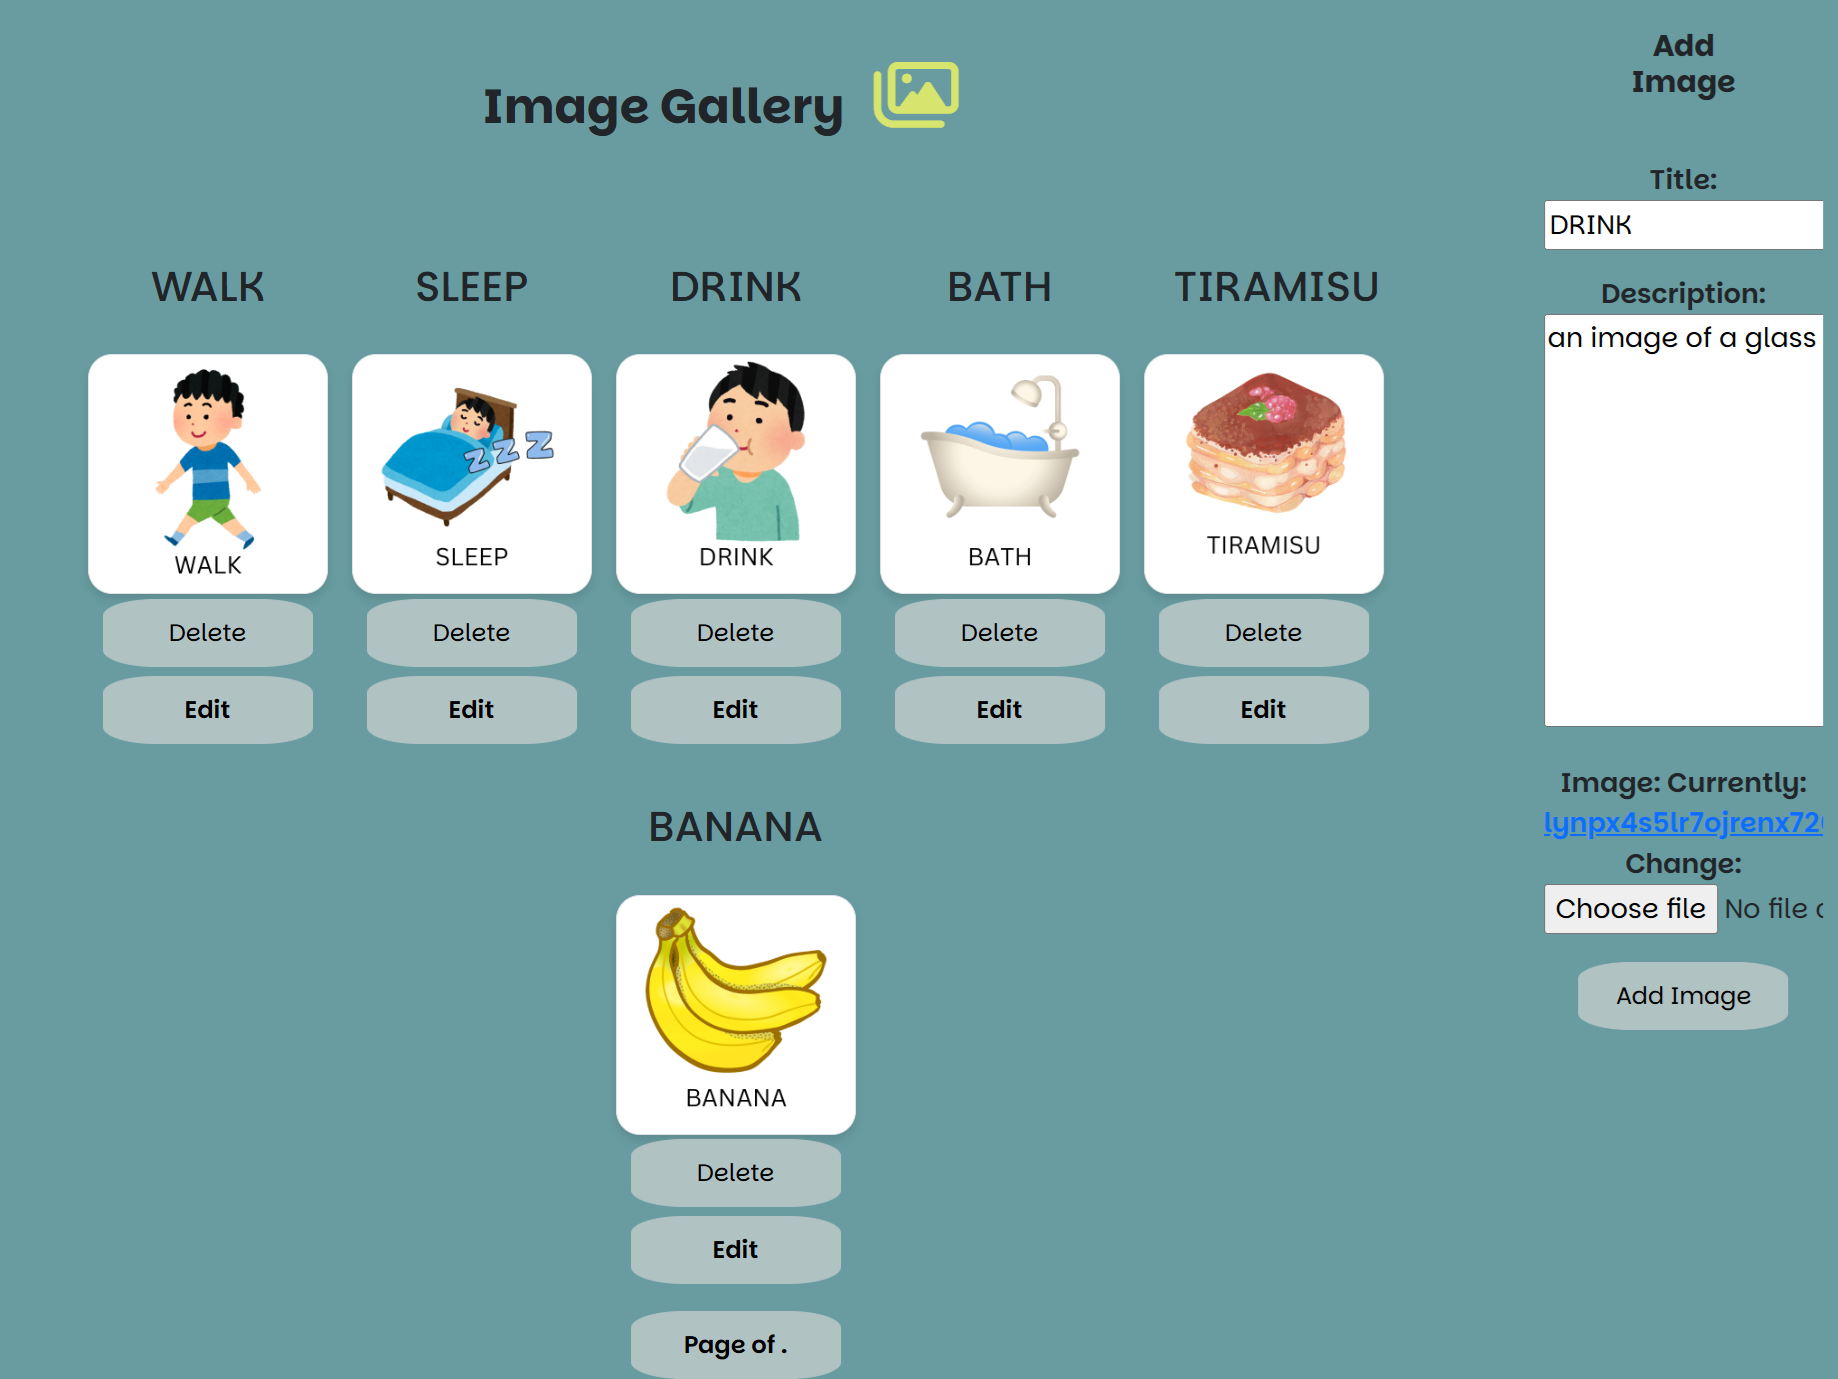 Image Gallery
WALK
SLEEP
DRINK
BATH
TIRAMISU
WALK
SLEEP
zzz
DRINK
BATH
TIRAMISU
Delete
Delete
Delete
Delete
Delete
Edit
Edit
Edit
Edit
Edit
BANANA
BANANA
Delete
Edit
Page of .
Add
Image
Title:
DRINK
Description:
an image of a glass
Image: Currently:
lynpx4s5lr7ojrenx72
Change:
Choose file No file
Add Image